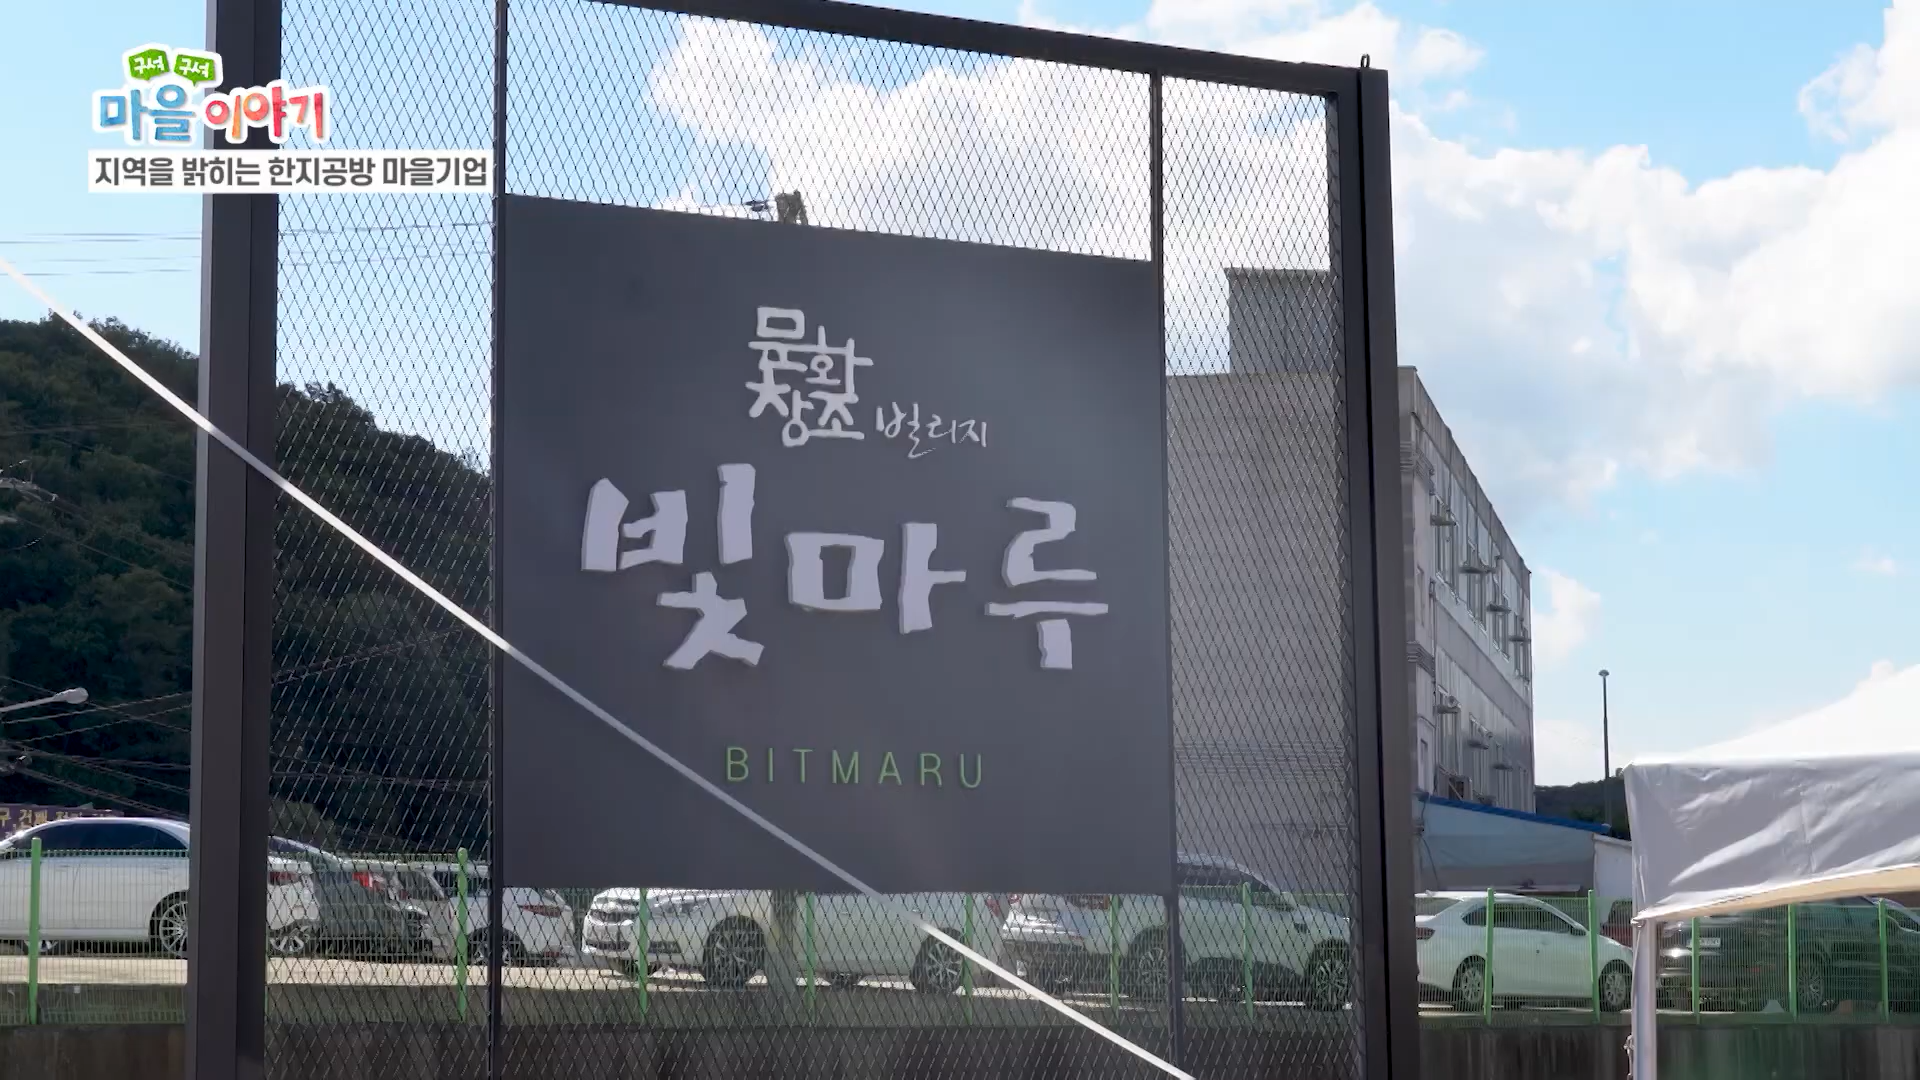 구석 구석
마을 이야기
지역을 밝히는 한지공방 마을기업
문화
창조 빌리지
빛마루
BITMARU